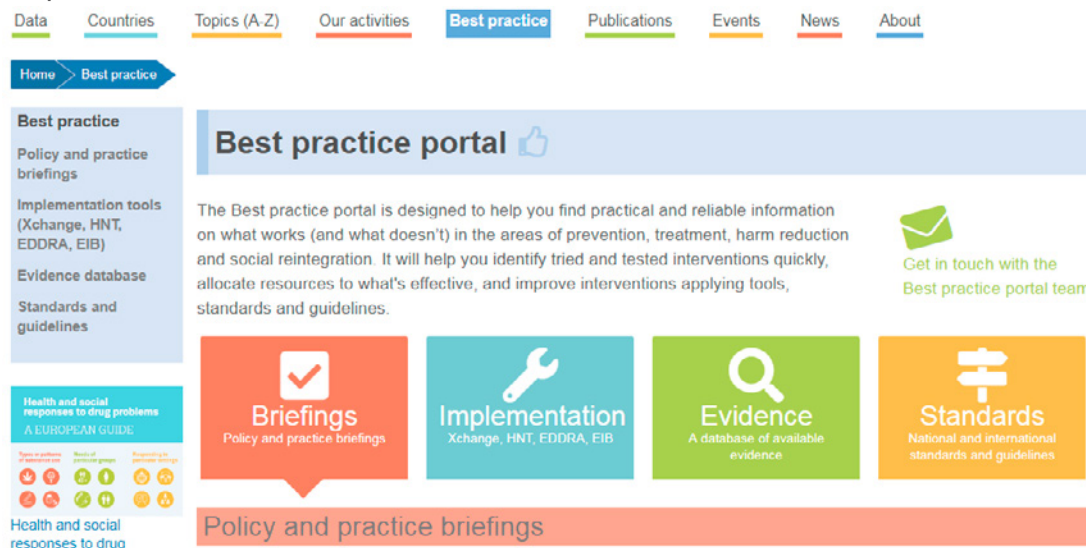 Data Countries Topics (A-Z) Our activities Best practice Publications Events News About
Home Best practice
Best practice
Policy and practice
briefings
Implementation tools
(Xchange, HNT,
EDDRA, EIB)
Evidence database
Standards and
guidelines
Health and social
responses to drug problems
A EUROPEAN GUIDE
Health and social
responses to drug
Best practice portal
The Best practice portal is designed to help you find practical and reliable information
on what works (and what doesn't) in the areas of prevention, treatment, harm reduction
and social reintegration. It will help you identify tried and tested interventions quickly,
allocate resources to what's effective, and improve interventions applying tools,
standards and guidelines.
Get in touch with the
Best practice portal team
Briefings
Policy and practice briefings
Implementation
Xchange, HNT, EDDRA, EIB
Evidence
A database of available
evidence
Standards
National and international
standards and guidelines
Policy and practice briefings